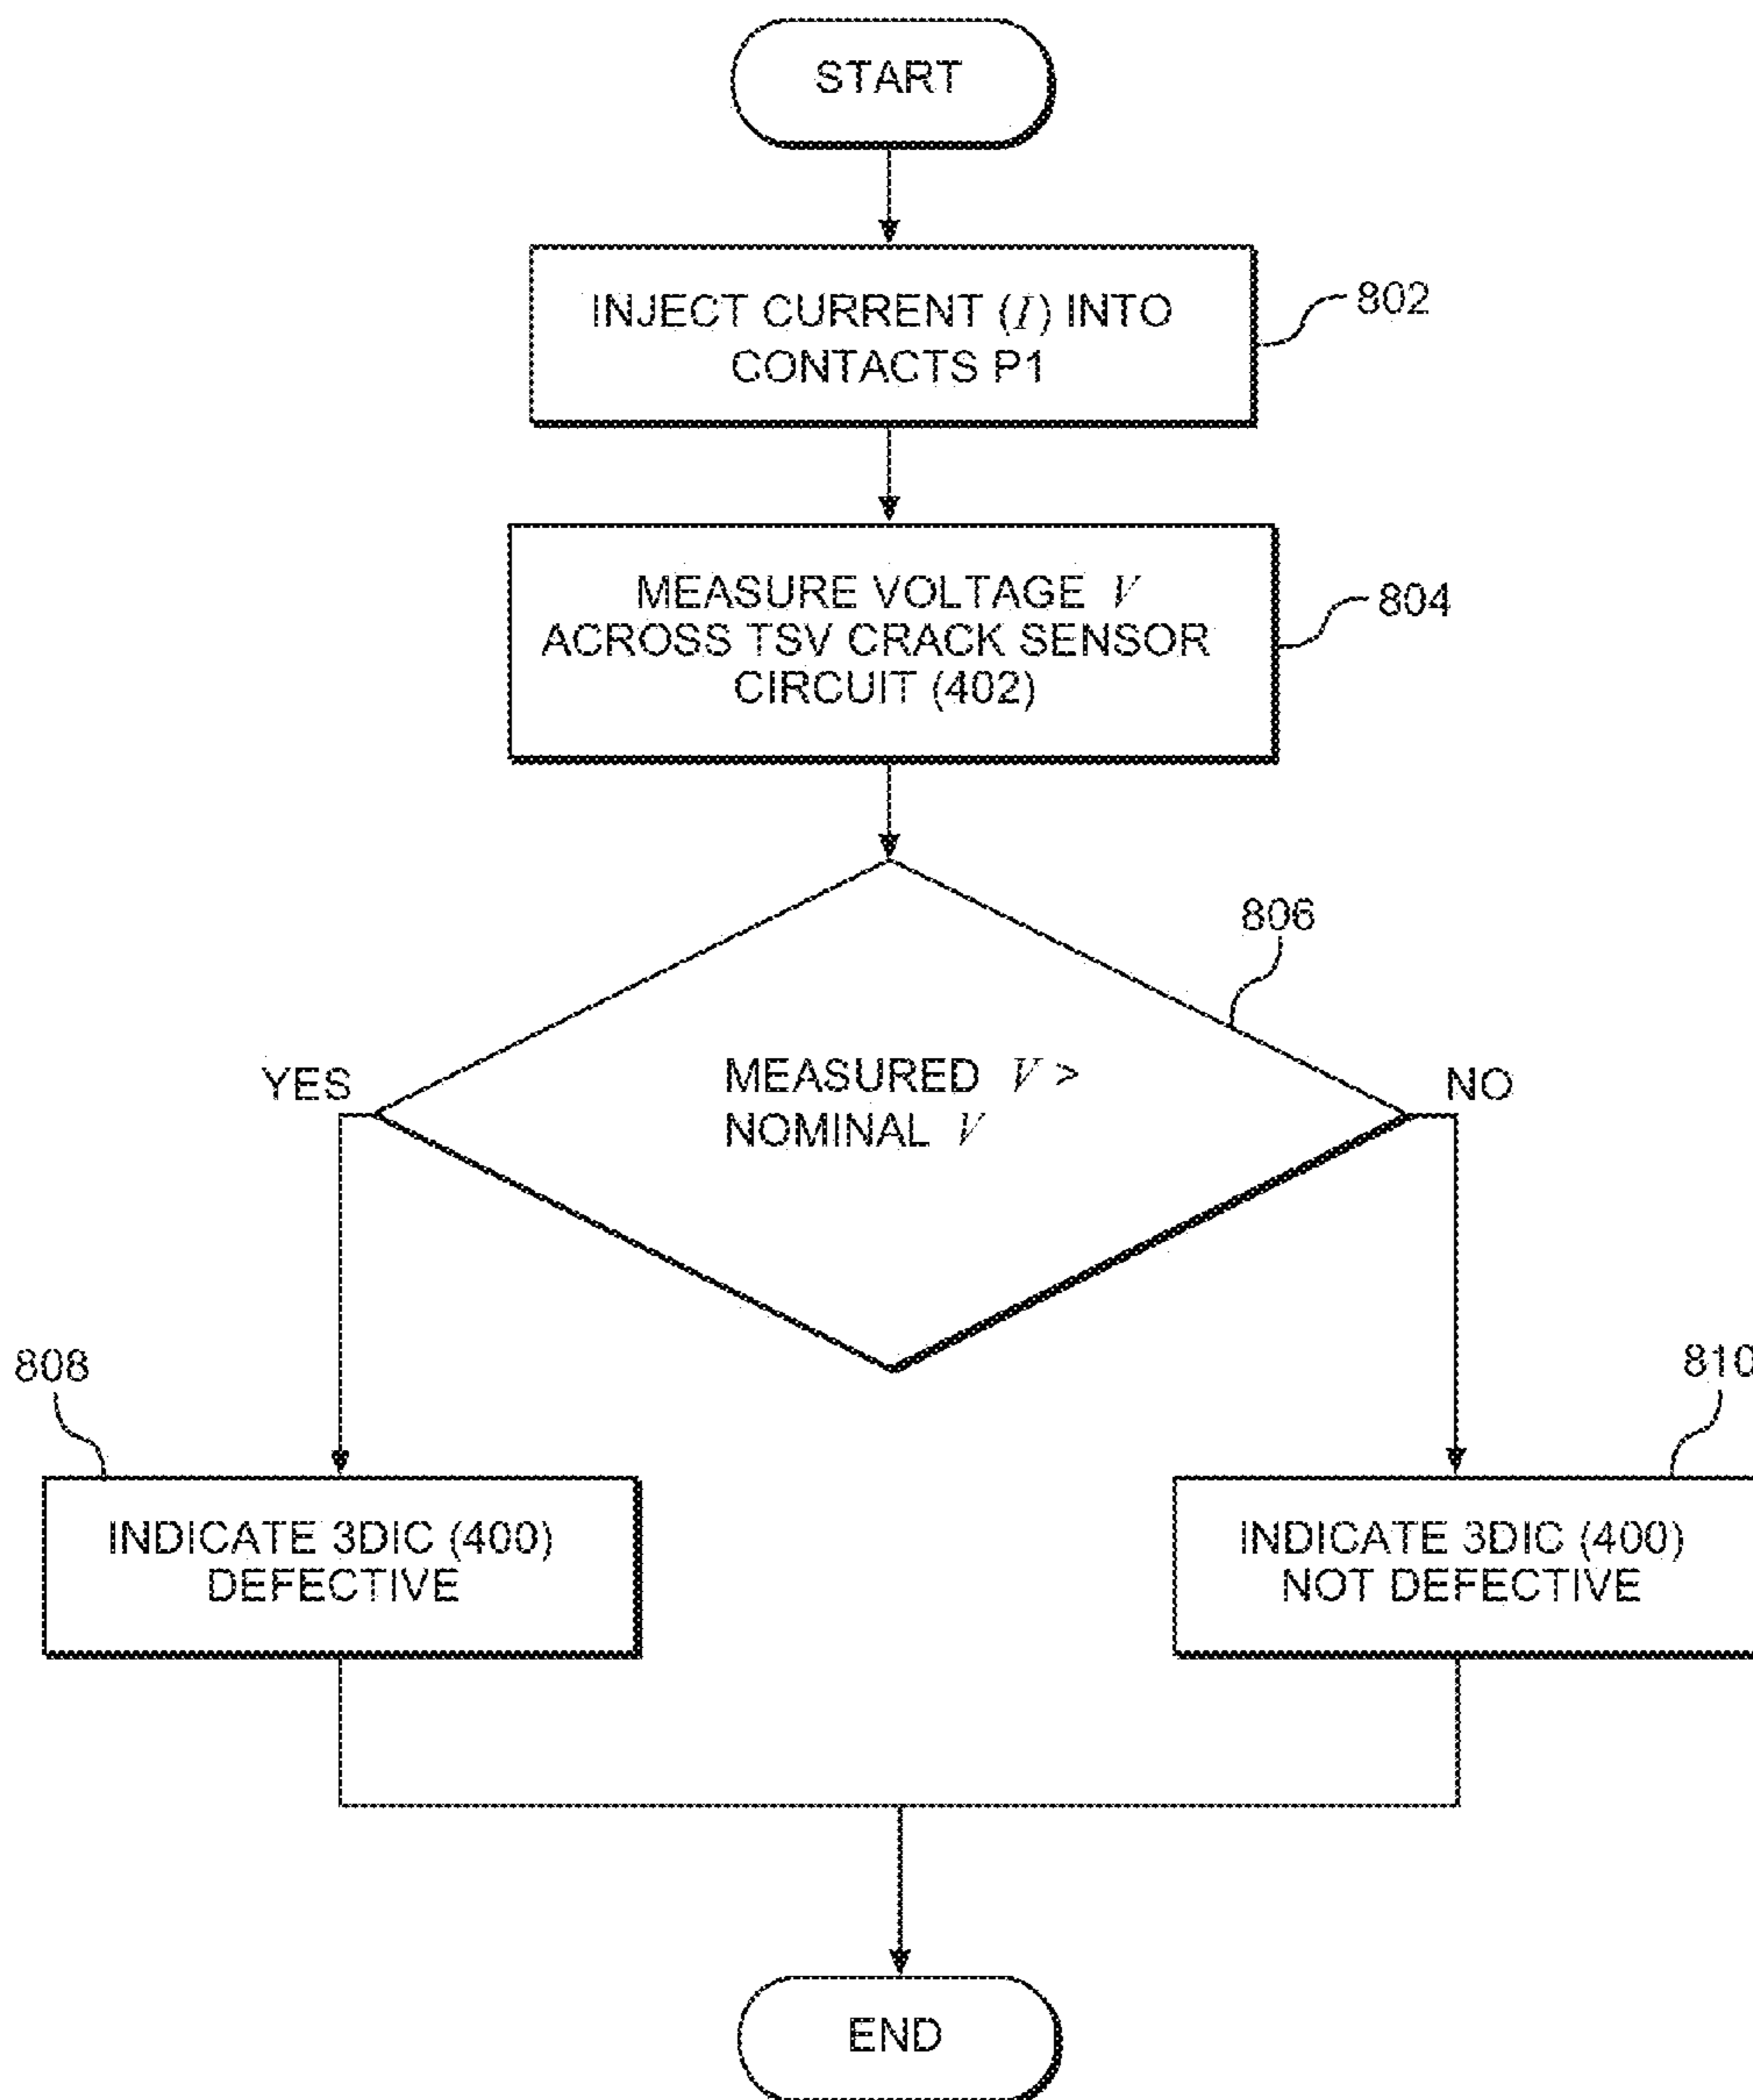 START
INJECT CURRENT (I) INTO
CONTACTS P1
802
MEASURE VOLTAGE V
ACROSS TSV CRACK SENSOR
CIRCUIT (402)
804
806
MEASURED V >
NOMINAL V
YES
NO
808
810
INDICATE 3DIC (400)
DEFECTIVE
INDICATE 3DIC (400)
NOT DEFECTIVE
END